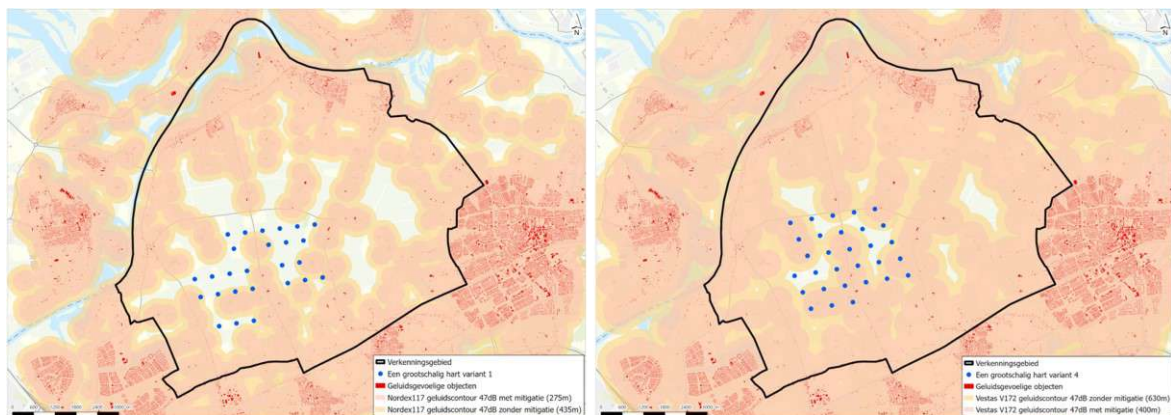 N
Verkenningsgebied
Een grootschalig hart variant 1
Geluidsgevoelige objecten
Nordex117 geluidscontour 47dB met mitigatie (275m)
Nordex117 geluidscontour 47dB zonder mitigatie (435m)
N
Verkenningsgebied
Een grootschalig hart variant 4
Geluidsgevoelige objecten
Vestas V172 geluidscontour 47dB zonder mitigatie (630m)
Vestas V172 geluidscontour 47dB met mitigatie (400m)